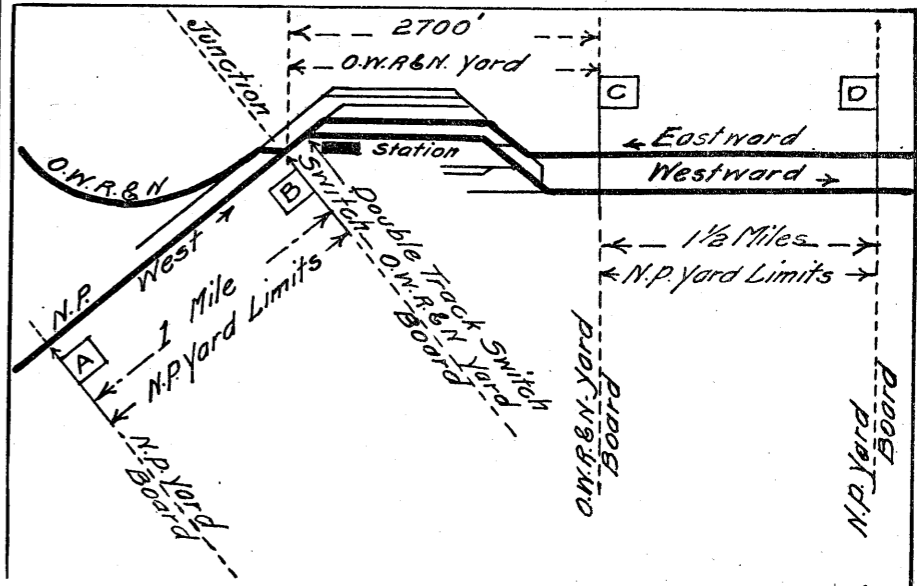 Junction
2700'
O.W.R.&N. Yard
C
D
Eastward
Westward
O.W.R.&N
Station
B
Switch
Double Track Switch
O.W.R.&N Yard
Board
West
1 Mile
N.P. Yard Limits
N.P.
A
N.P. Yard
Board
1½ Miles
N.P. Yard Limits
O.W.R.&N-Yard
Board
N.P. Yard
Board